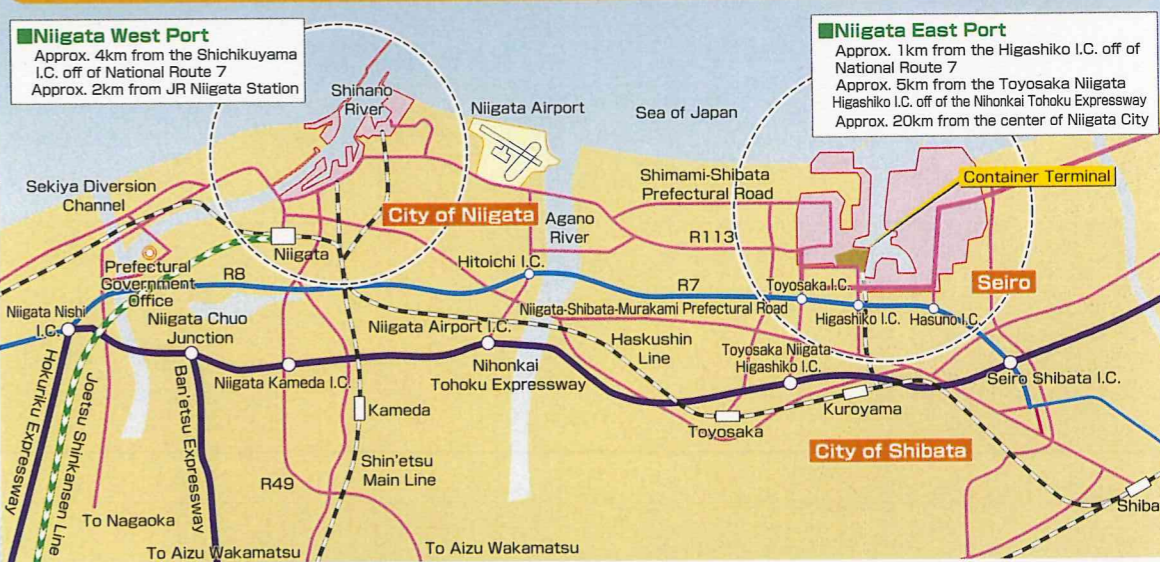 ■Niigata West Port
Approx. 4km from the Shichikuyama
I.C. off of National Route 7
Approx. 2km from JR Niigata Station
■Niigata East Port
Approx. 1km from the Higashiko I.C. off of
National Route 7
Approx. 5km from the Toyosaka Niigata
Higashiko I.C. off of the Nihonkai Tohoku Expressway
Approx. 20km from the center of Niigata City
Shinano
River
Niigata Airport
Sea of Japan
Sekiya Diversion
Channel
Shimami-Shibata
Prefectural Road
Container Terminal
City of Niigata
Agano
River
R113
Niigata
Prefectural
Government
Office
R8
Hitoichi I.C.
R7
Toyosaka I.C.
Seiro
Niigata Nishi
I.C.
Niigata Chuo
Junction
Niigata Airport I.C.
Niigata-Shibata-Murakami Prefectural Road
Higashiko I.C.
Hasuno I.C.
Haskushin
Line
Toyosaka Niigata
Higashiko I.C.
Niigata Kameda I.C.
Nihonkai
Tohoku Expressway
Seiro Shibata I.C.
Hokuriku Expressway
Joetsu Shinkansen Line
Ban'etsu Expressway
Kameda
Kuroyama
Toyosaka
City of Shibata
Shin'etsu
Main Line
R49
To Nagaoka
Shiba
To Aizu Wakamatsu
To Aizu Wakamatsu